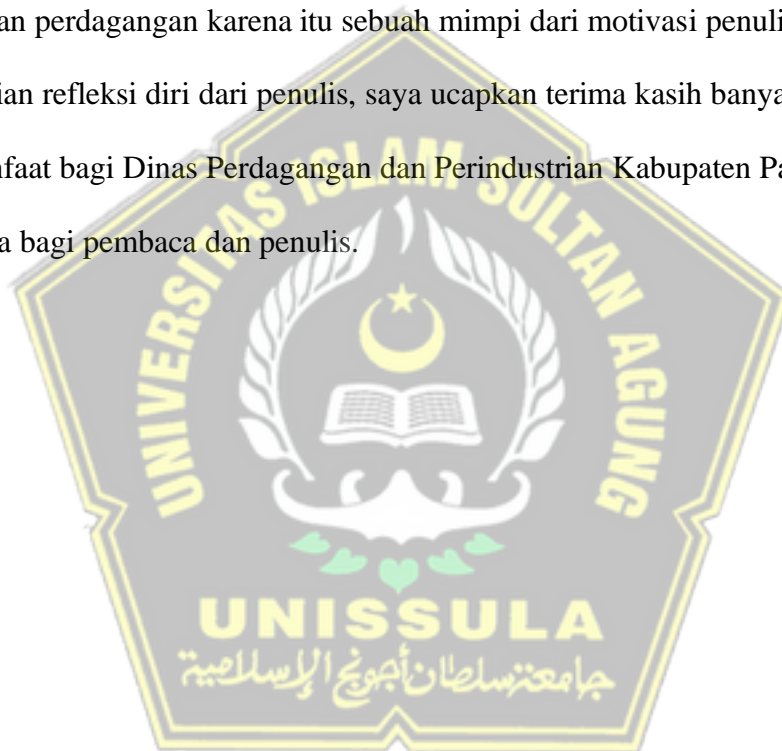 an perdagangan karena itu sebuah mimpi dari motivasi penuli
ian refleksi diri dari penulis, saya ucapkan terima kasih banya
nfaat bagi Dinas Perdagangan dan Perindustrian Kabupaten Pa
a bagi pembaca dan penulis.
UNIVERSITAS ISLAM SULTAN AGUNG
UNISSULA
جامعتسلطان أجونج الإسلامية